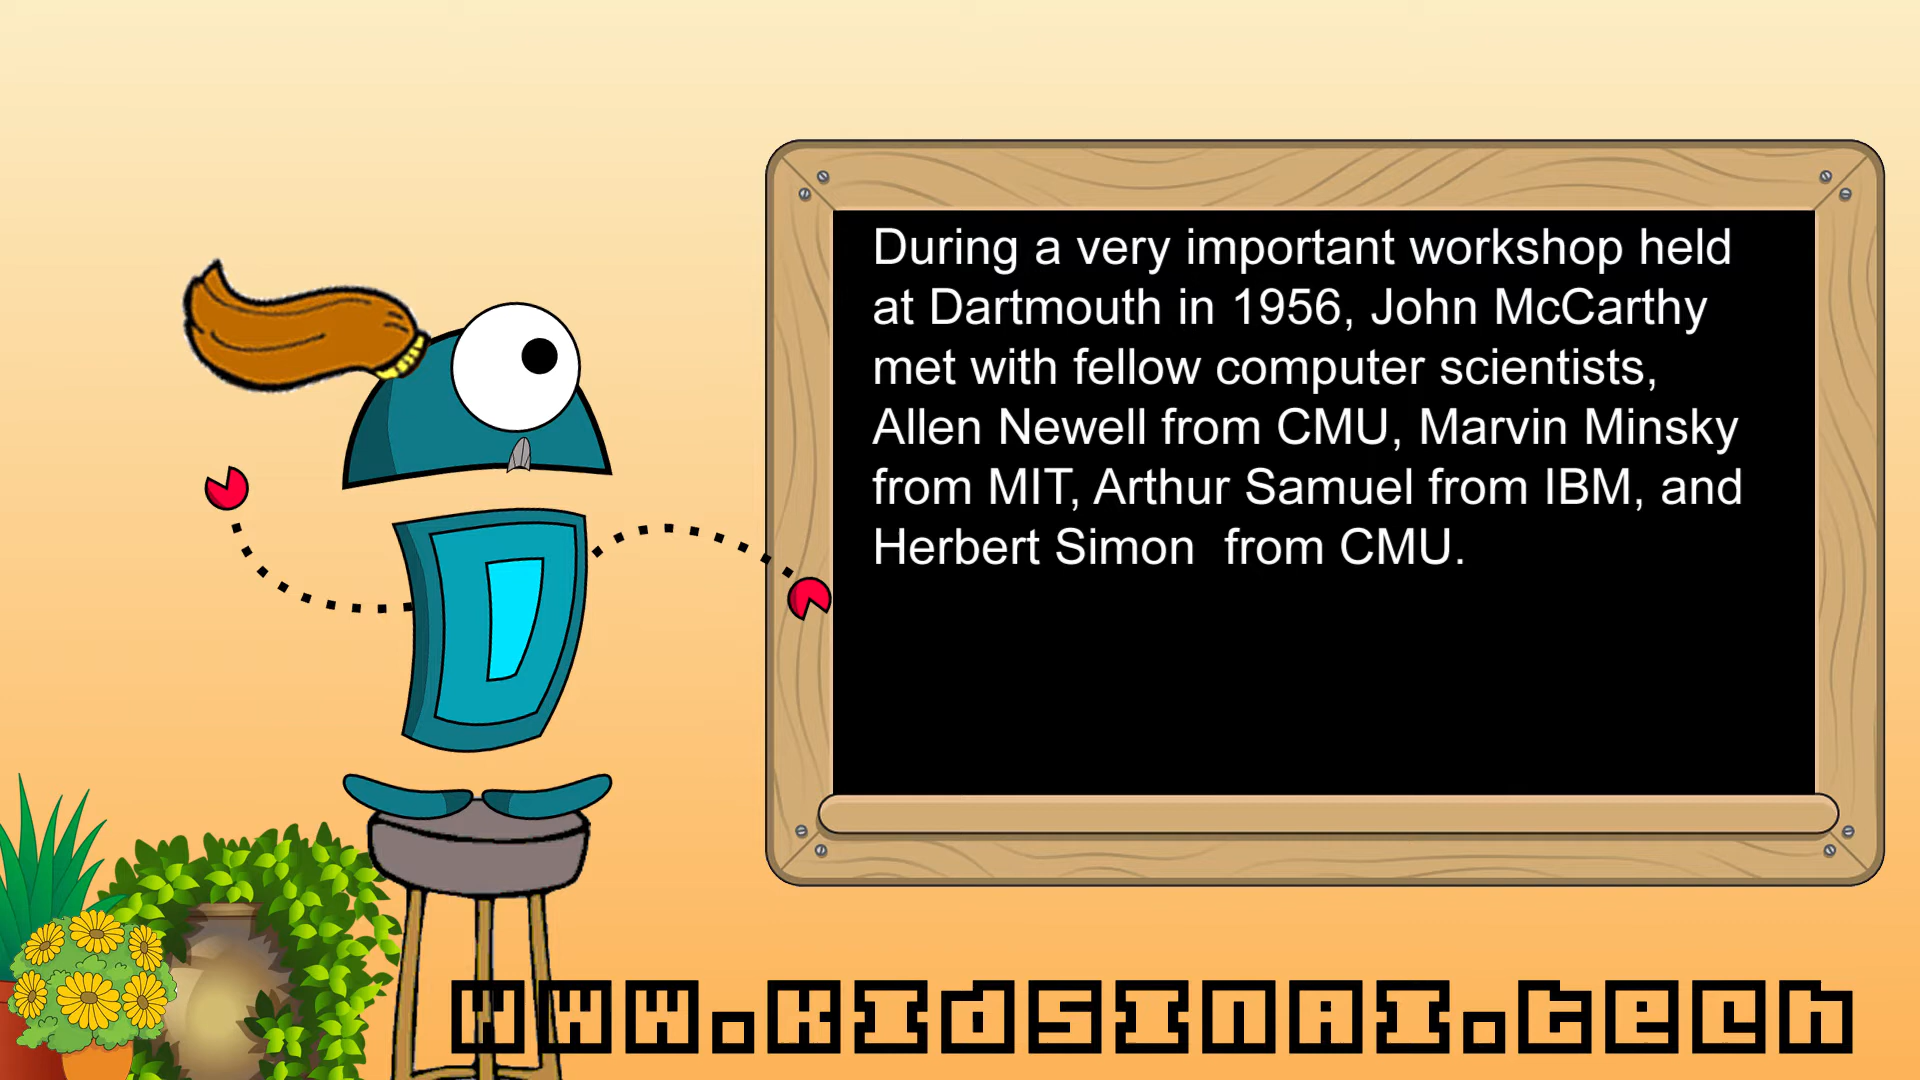 During a very important workshop held
at Dartmouth in 1956, John McCarthy
met with fellow computer scientists,
Allen Newell from CMU, Marvin Minsky
from MIT, Arthur Samuel from IBM, and
Herbert Simon  from CMU.
www.kIdSInAI.tech